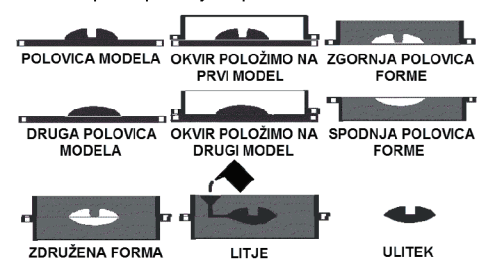 POLOVICA MODELA
OKVIR POLOŽIMO NA
PRVI MODEL
ZGORNJA POLOVICA
FORME
DRUGA POLOVICA
MODELA
OKVIR POLOŽIMO NA
DRUGI MODEL
SPODNJA POLOVICA
FORME
ZDRUŽENA FORMA
LITJE
ULITEK